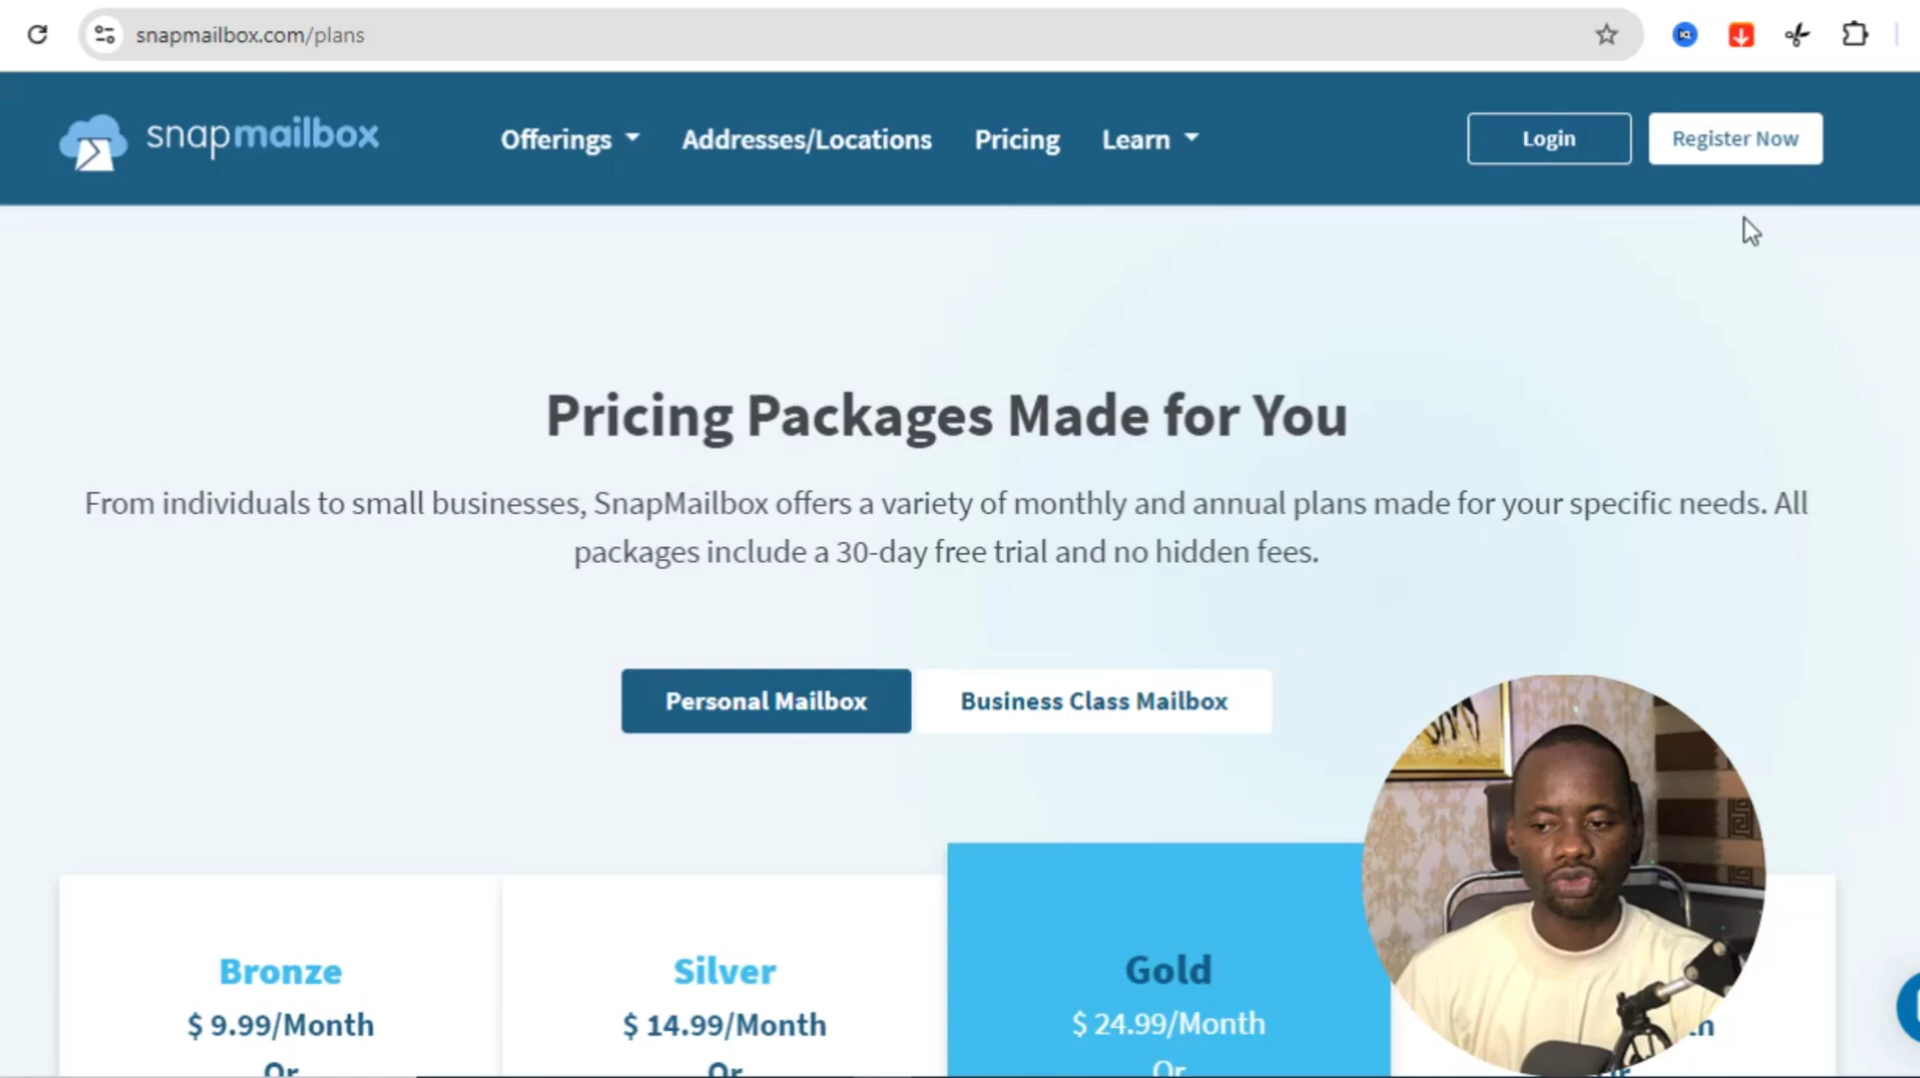 snapmailbox.com/plans
snapmailbox
Offerings
Addresses/Locations
Pricing
Learn
Login
Register Now
Pricing Packages Made for You
From individuals to small businesses, SnapMailbox offers a variety of monthly and annual plans made for your specific needs. All
packages include a 30-day free trial and no hidden fees.
Personal Mailbox
Business Class Mailbox
Bronze
$ 9.99/Month
Or
Silver
$ 14.99/Month
Or
Gold
$ 24.99/Month
Or